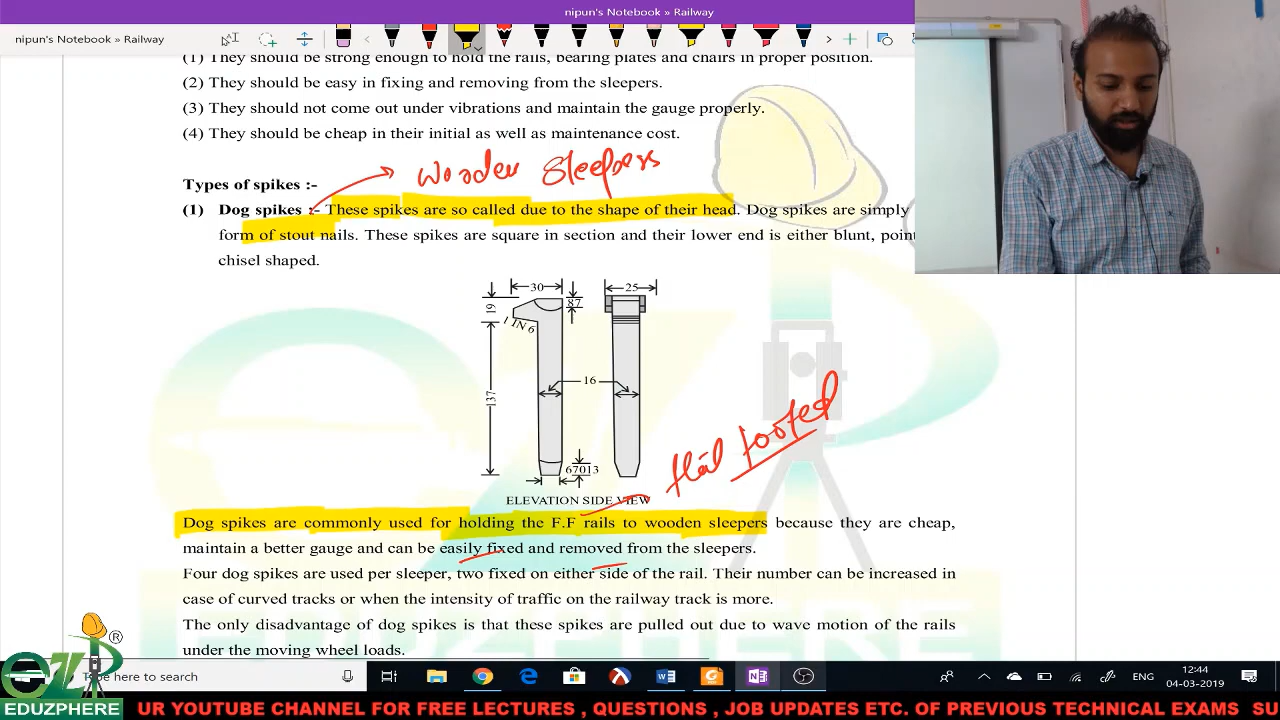 nipun's Notebook » Railway
nipun's Notebook » Railway
(1) They should be strong enough to hold the rails, bearing plates and chairs in proper position.
(2) They should be easy in fixing and removing from the sleepers.
(3) They should not come out under vibrations and maintain the gauge properly.
(4) They should be cheap in their initial as well as maintenance cost.
wooden sleepers
Types of spikes :-
(1) Dog spikes :- These spikes are so called due to the shape of their head. Dog spikes are simply
form of stout nails. These spikes are square in section and their lower end is either blunt,
chisel shaped.
30
25
19
87
1 IN 6
16
137
67013
flat footed
ELEVATION SIDE VIEW
Dog spikes are commonly used for holding the F.F rails to wooden sleepers because they are cheap,
maintain a better gauge and can be easily fixed and removed from the sleepers.
Four dog spikes are used per sleeper, two fixed on either side of the rail. Their number can be increased in
case of curved tracks or when the intensity of traffic on the railway track is more.
The only disadvantage of dog spikes is that these spikes are pulled out due to wave motion of the rails
under the moving wheel loads.
EZ ®
EDUZPHERE
Type here to search
ENG
12:44
04-03-2019
EDUZPHERE
UR YOUTUBE CHANNEL FOR FREE LECTURES , QUESTIONS , JOB UPDATES ETC. OF PREVIOUS TECHNICAL EXAMS SU